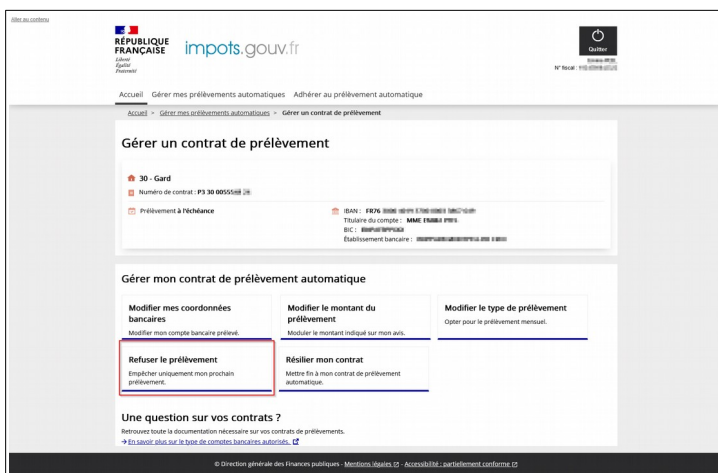 Aller au contenu
RÉPUBLIQUE
FRANÇAISE
Liberté
Égalité
Fraternité
impots.gouv.fr
Quitter
N° fiscal :
Accueil Gérer mes prélèvements automatiques Adhérer au prélèvement automatique
Accueil > Gérer mes prélèvements automatiques > Gérer un contrat de prélèvement
Gérer un contrat de prélèvement
30 - Gard
Numéro de contrat : P3 30 00555
Prélèvement à l'échéance
IBAN : FR76
Titulaire du compte : MME
BIC :
Établissement bancaire :
Gérer mon contrat de prélèvement automatique
Modifier mes coordonnées
bancaires
Modifier mon compte bancaire prélevé.
Modifier le montant du
prélèvement
Moduler le montant indiqué sur mon avis.
Modifier le type de prélèvement
Opter pour le prélèvement mensuel.
Refuser le prélèvement
Empêcher uniquement mon prochain
prélèvement.
Résilier mon contrat
Mettre fin à mon contrat de prélèvement
automatique.
Une question sur vos contrats ?
Retrouvez toute la documentation nécessaire sur vos contrats de prélèvements.
→ En savoir plus sur le type de comptes bancaires autorisés.
© Direction générale des Finances publiques - Mentions légales - Accessibilité : partiellement conforme